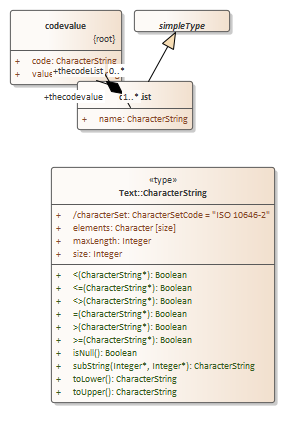 codevalue
{root}
+ code: CharacterString
+ value
+thecodeList 0..*
simpleType
+thecodevalue 1..*
+ name: CharacterString
«type»
Text::CharacterString
+ /characterSet: CharacterSetCode = "ISO 10646-2"
+ elements: Character [size]
+ maxLength: Integer
+ size: Integer
+ <(CharacterString*): Boolean
+ <=(CharacterString*): Boolean
+ <>(CharacterString*): Boolean
+ =(CharacterString*): Boolean
+ >(CharacterString*): Boolean
+ >=(CharacterString*): Boolean
+ isNull(): Boolean
+ subString(Integer*, Integer*): CharacterString
+ toLower(): CharacterString
+ toUpper(): CharacterString